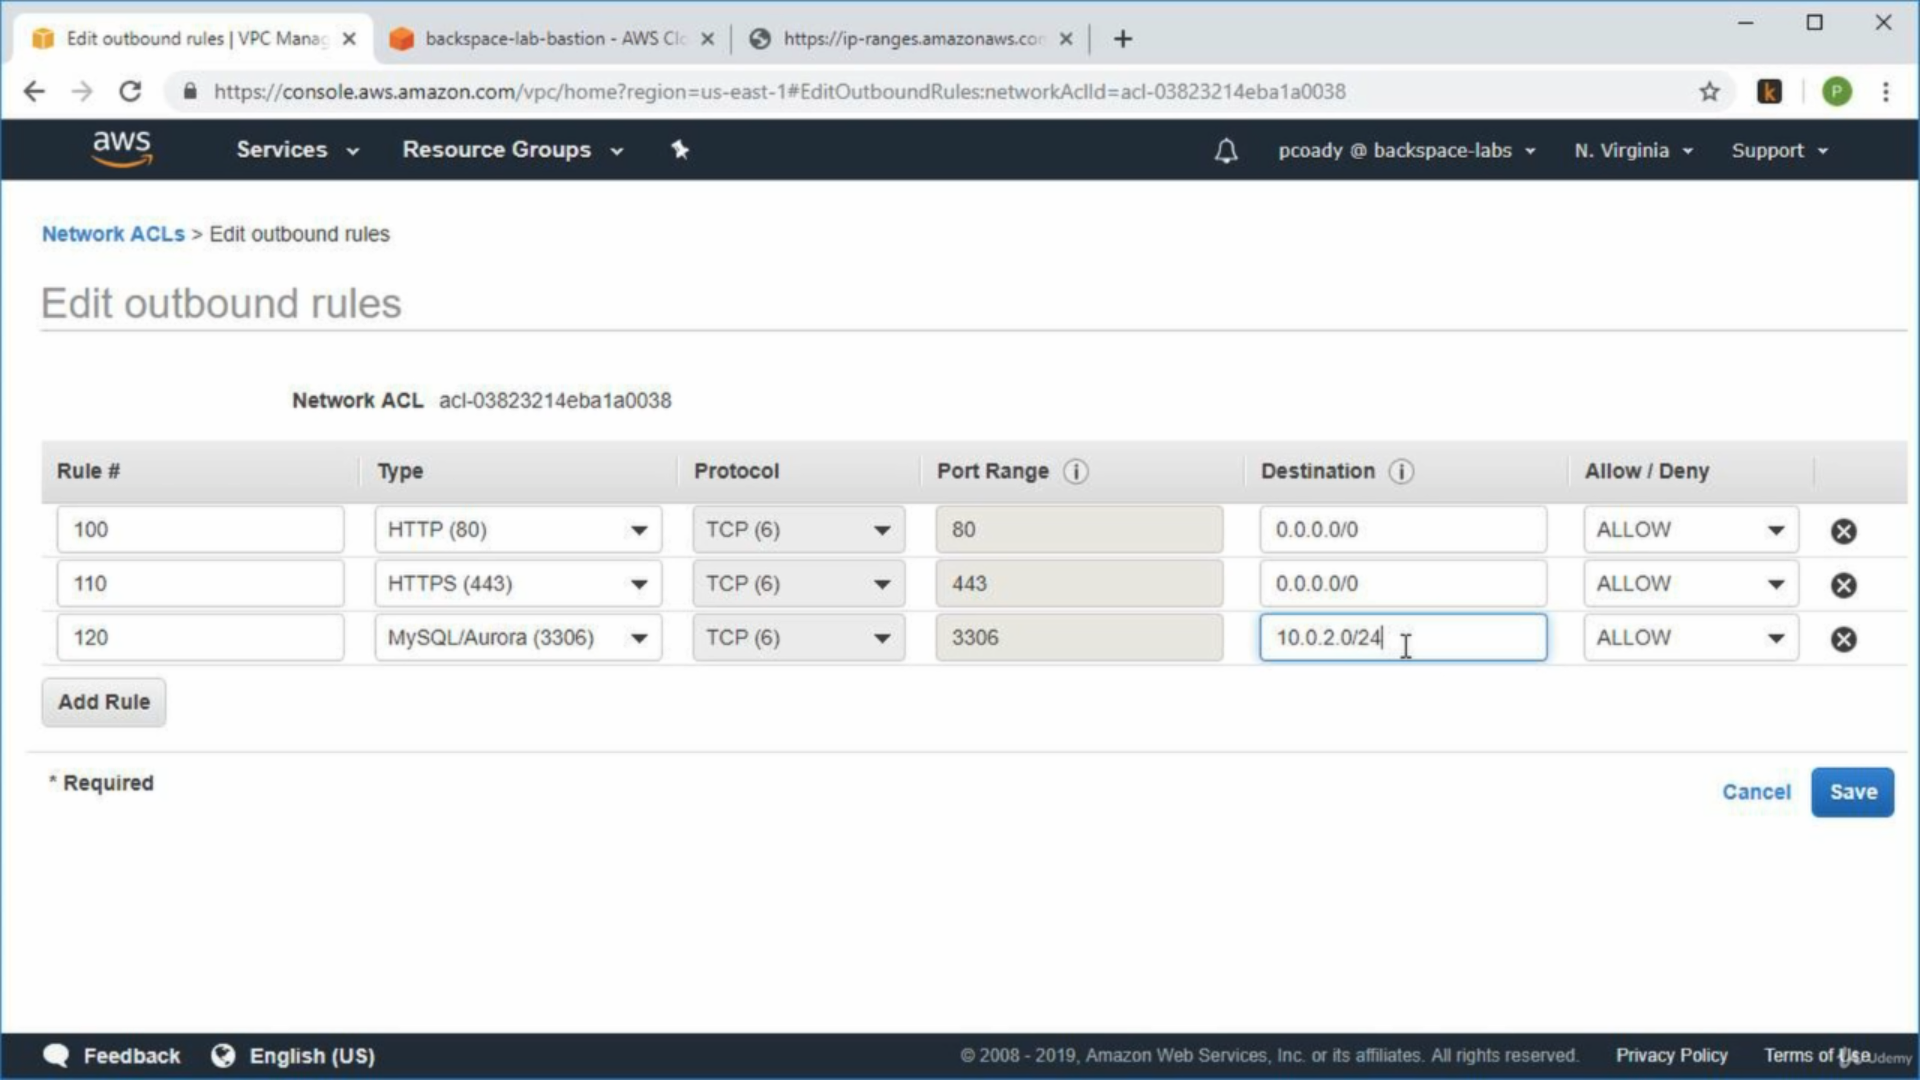 Edit outbound rules | VPC Manag
backspace-lab-bastion - AWS Clo
https://ip-ranges.amazonaws.com
https://console.aws.amazon.com/vpc/home?region=us-east-1#EditOutboundRules:networkAclId=acl-03823214eba1a0038
k
P
aws
Services
Resource Groups
pcoady @ backspace-labs
N. Virginia
Support
Network ACLs > Edit outbound rules
Edit outbound rules
Network ACL acl-03823214eba1a0038
Rule # Type Protocol Port Range i Destination i Allow / Deny
100 HTTP (80) TCP (6) 80 0.0.0.0/0 ALLOW
110 HTTPS (443) TCP (6) 443 0.0.0.0/0 ALLOW
120 MySQL/Aurora (3306) TCP (6) 3306 10.0.2.0/24 ALLOW
Add Rule
* Required
Cancel
Save
Feedback
English (US)
© 2008 - 2019, Amazon Web Services, Inc. or its affiliates. All rights reserved.
Privacy Policy
Terms of Use
Udemy